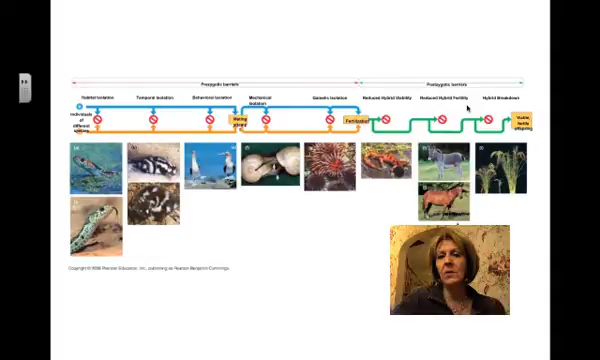 Prezygotic barriers
Postzygotic barriers
Habitat Isolation
Temporal Isolation
Behavioral Isolation
Mechanical Isolation
Gametic Isolation
Reduced Hybrid Viability
Reduced Hybrid Fertility
Hybrid Breakdown
Individuals
of
different
species
Mating
attempt
Fertilization
Viable,
fertile
offspring
Copyright © 2008 Pearson Education, Inc., publishing as Pearson Benjamin Cummings.